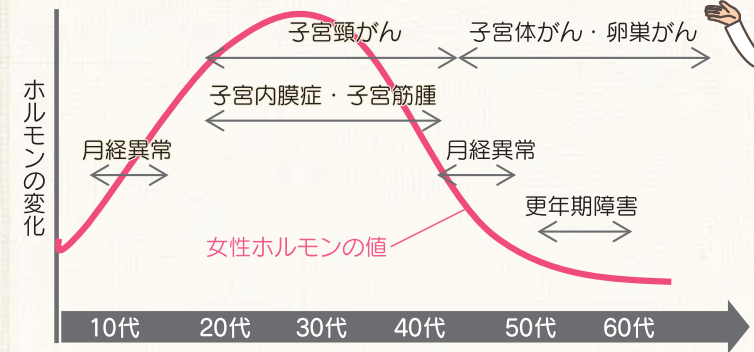 子宮頸がん
子宮体がん・卵巣がん
子宮内膜症・子宮筋腫
月経異常
月経異常
更年期障害
女性ホルモンの値
ホルモンの変化
10代
20代
30代
40代
50代
60代